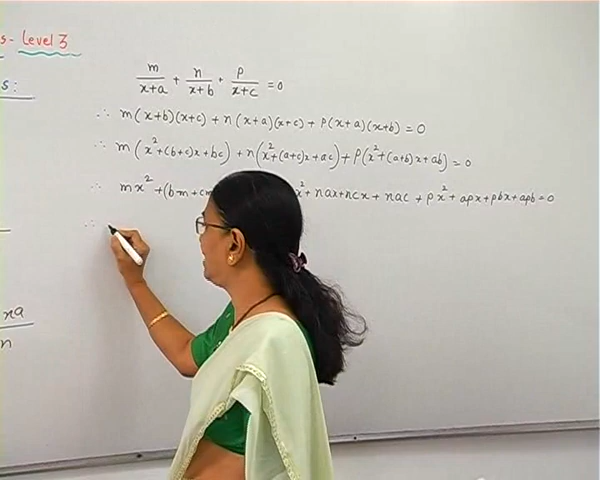 s- Level 3
s:
m/(x+a) + n/(x+b) + p/(x+c) = 0
∴ m(x+b)(x+c) + n(x+a)(x+c) + p(x+a)(x+b) = 0
∴ m(x²+(b+c)x+bc) + n(x²+(a+c)x+ac) + p(x²+(a+b)x+ab) = 0
∴ mx² + (bm + cm x² + nax + ncx + nac + px² + apx + pbx + apb = 0
∴
na
n